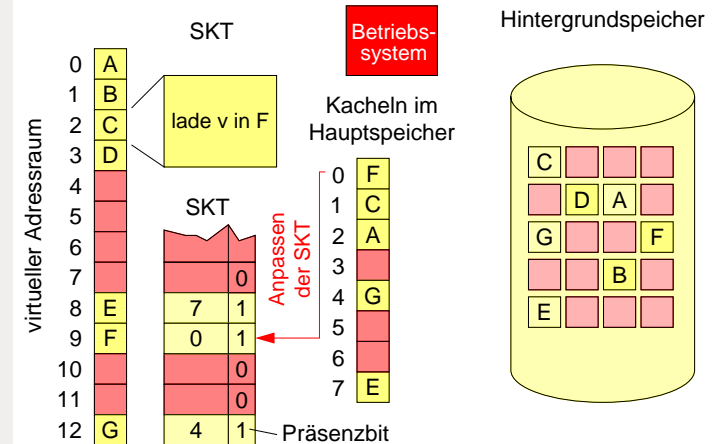 SKT
Betriebs-
system
Hintergrundspeicher
virtueller Adressraum
0 A
1 B
2 C
3 D
4
5
6
7
8 E
9 F
10
11
12 G
lade v in F
SKT
0
7 1
0 1
0
0
4 1
Präsenzbit
Anpassen
der SKT
Kacheln im
Hauptspeicher
0 F
1 C
2 A
3
4 G
5
6
7 E
C
D A
G F
B
E